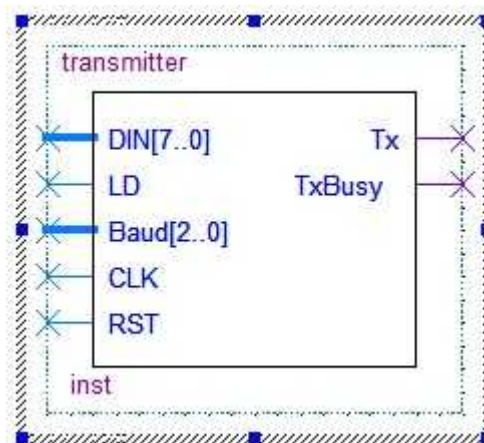 transmitter
DIN[7..0] Tx
LD TxBusy
Baud[2..0]
CLK
RST
inst